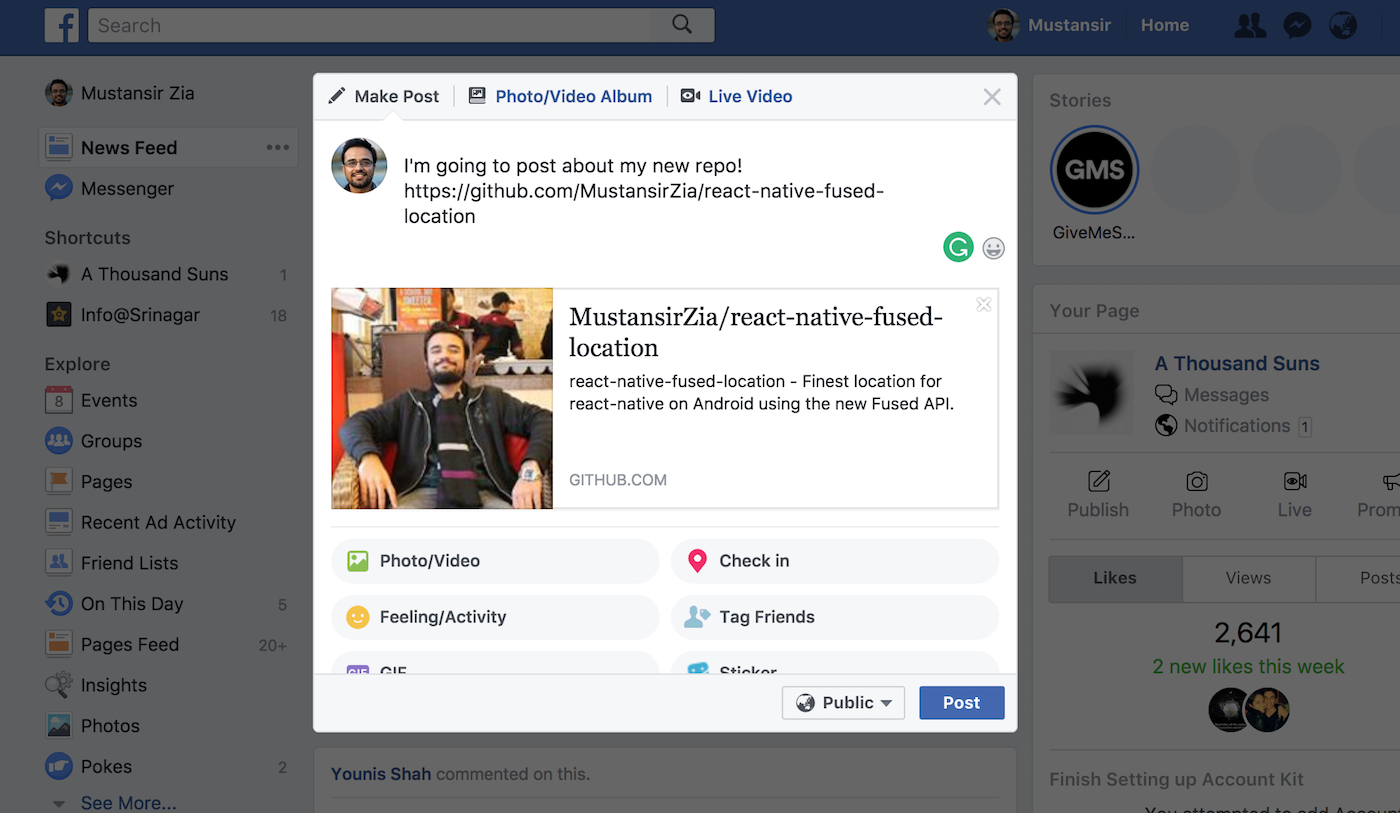 Search
Mustansir
Home
Mustansir Zia
News Feed
Messenger
Shortcuts
A Thousand Suns 1
Info@Srinagar 18
Explore
8 Events
Groups
Pages
Recent Ad Activity
Friend Lists
On This Day 5
Pages Feed 20+
Insights
Photos
Pokes 2
See More...
Make Post
Photo/Video Album
Live Video
I'm going to post about my new repo!
https://github.com/MustansirZia/react-native-fused-
location
MustansirZia/react-native-fused-
location
react-native-fused-location - Finest location for
react-native on Android using the new Fused API.
GITHUB.COM
Photo/Video
Check in
Feeling/Activity
Tag Friends
GIF GIF
Sticker
Public
Post
Younis Shah commented on this.
Stories
GMS
GiveMeS...
Your Page
A Thousand Suns
Messages
Notifications 1
Publish
Photo
Live
Prom
Likes
Views
Posts
2,641
2 new likes this week
Finish Setting up Account Kit
You attempted to add Account